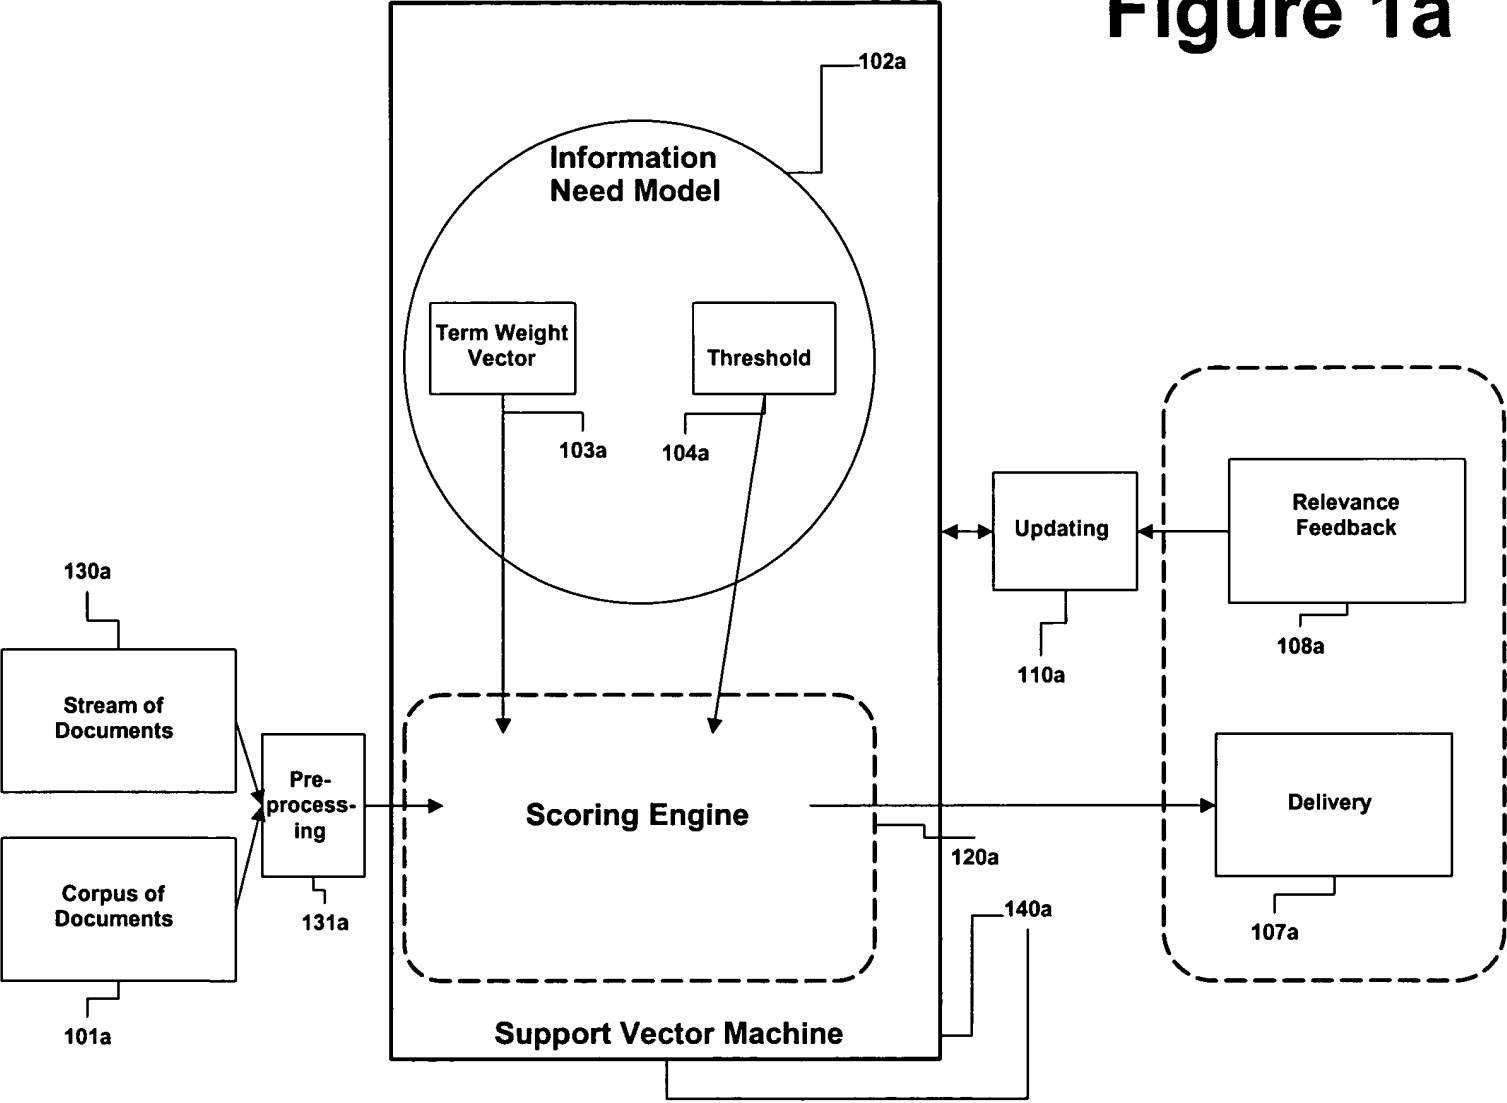 Figure 1a
102a
Information
Need Model
Term Weight
Vector
Threshold
103a
104a
Relevance
Feedback
Updating
130a
108a
110a
Stream of
Documents
Pre-
process-
ing
Scoring Engine
Delivery
120a
Corpus of
Documents
131a
140a
107a
101a
Support Vector Machine